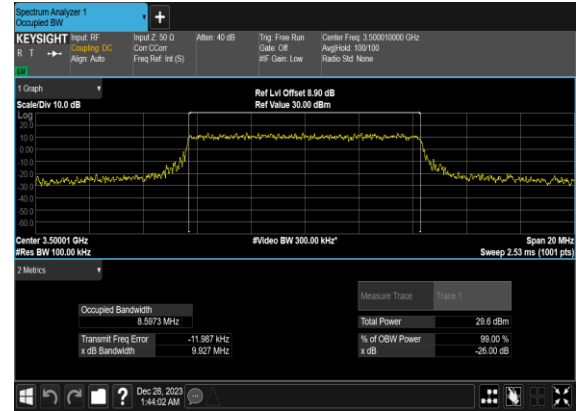 Spectrum Analyzer 1
Occupied BW
+
KEYSIGHT Input: RF Input Z: 50 Ω Atten: 40 dB Trig: Free Run Center Freq: 3.500010000 GHz
R T Coupling: DC Corr CCorr Gate: Off Avg|Hold: 100/100
Align: Auto Freq Ref: Int (S) #IF Gain: Low Radio Std: None
LV
1 Graph
Ref Lvl Offset 8.90 dB
Scale/Div 10.0 dB Ref Value 30.00 dBm
Log
20.0
10.0
0.00
-10.0
-20.0
-30.0
-40.0
-50.0
-60.0
Center 3.50001 GHz #Video BW 300.00 kHz* Span 20 MHz
#Res BW 100.00 kHz Sweep 2.53 ms (1001 pts)
2 Metrics
Measure Trace Trace 1
Occupied Bandwidth
8.5973 MHz
Total Power 29.6 dBm
Transmit Freq Error -11.987 kHz % of OBW Power 99.00 %
x dB Bandwidth 9.927 MHz x dB -26.00 dB
? Dec 28, 2023
1:44:02 AM